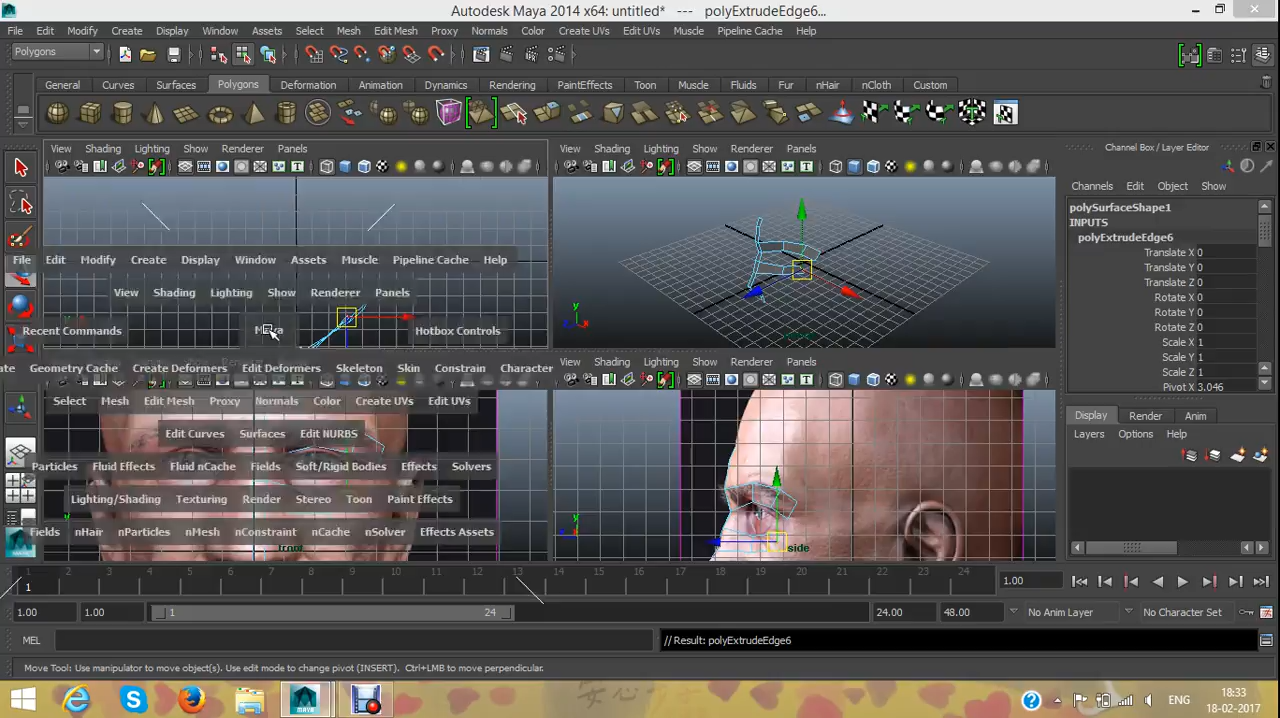 Autodesk Maya 2014 x64: untitled* --- polyExtrudeEdge6...
File Edit Modify Create Display Window Assets Select Mesh Edit Mesh Proxy Normals Color Create UVs Edit UVs Muscle Pipeline Cache Help
Polygons
General Curves Surfaces Polygons Deformation Animation Dynamics Rendering PaintEffects Toon Muscle Fluids Fur nHair nCloth Custom
View Shading Lighting Show Renderer Panels
View Shading Lighting Show Renderer Panels
Channel Box / Layer Editor
Channels Edit Object Show
polySurfaceShape1
INPUTS
polyExtrudeEdge6
Translate X 0
Translate Y 0
Translate Z 0
Rotate X 0
Rotate Y 0
Rotate Z 0
Scale X 1
Scale Y 1
Scale Z 1
Pivot X 3.046
File Edit Modify Create Display Window Assets Muscle Pipeline Cache Help
View Shading Lighting Show Renderer Panels
Recent Commands Maya Hotbox Controls
ate Geometry Cache Create Deformers Edit Deformers Skeleton Skin Constrain Character
View Shading Lighting Show Renderer Panels
Select Mesh Edit Mesh Proxy Normals Color Create UVs Edit UVs
Edit Curves Surfaces Edit NURBS
Particles Fluid Effects Fluid nCache Fields Soft/Rigid Bodies Effects Solvers
Lighting/Shading Texturing Render Stereo Toon Paint Effects
Fields nHair nParticles nMesh nConstraint nCache nSolver Effects Assets
front
side
Display Render Anim
Layers Options Help
1 2 3 4 5 6 7 8 9 10 11 12 13 14 15 16 17 18 19 20 21 22 23 24
1
1.00
1.00 1.00 1 24 24.00 48.00 No Anim Layer No Character Set
MEL // Result: polyExtrudeEdge6
Move Tool: Use manipulator to move object(s). Use edit mode to change pivot (INSERT). Ctrl+LMB to move perpendicular.
ENG
18:33
18-02-2017